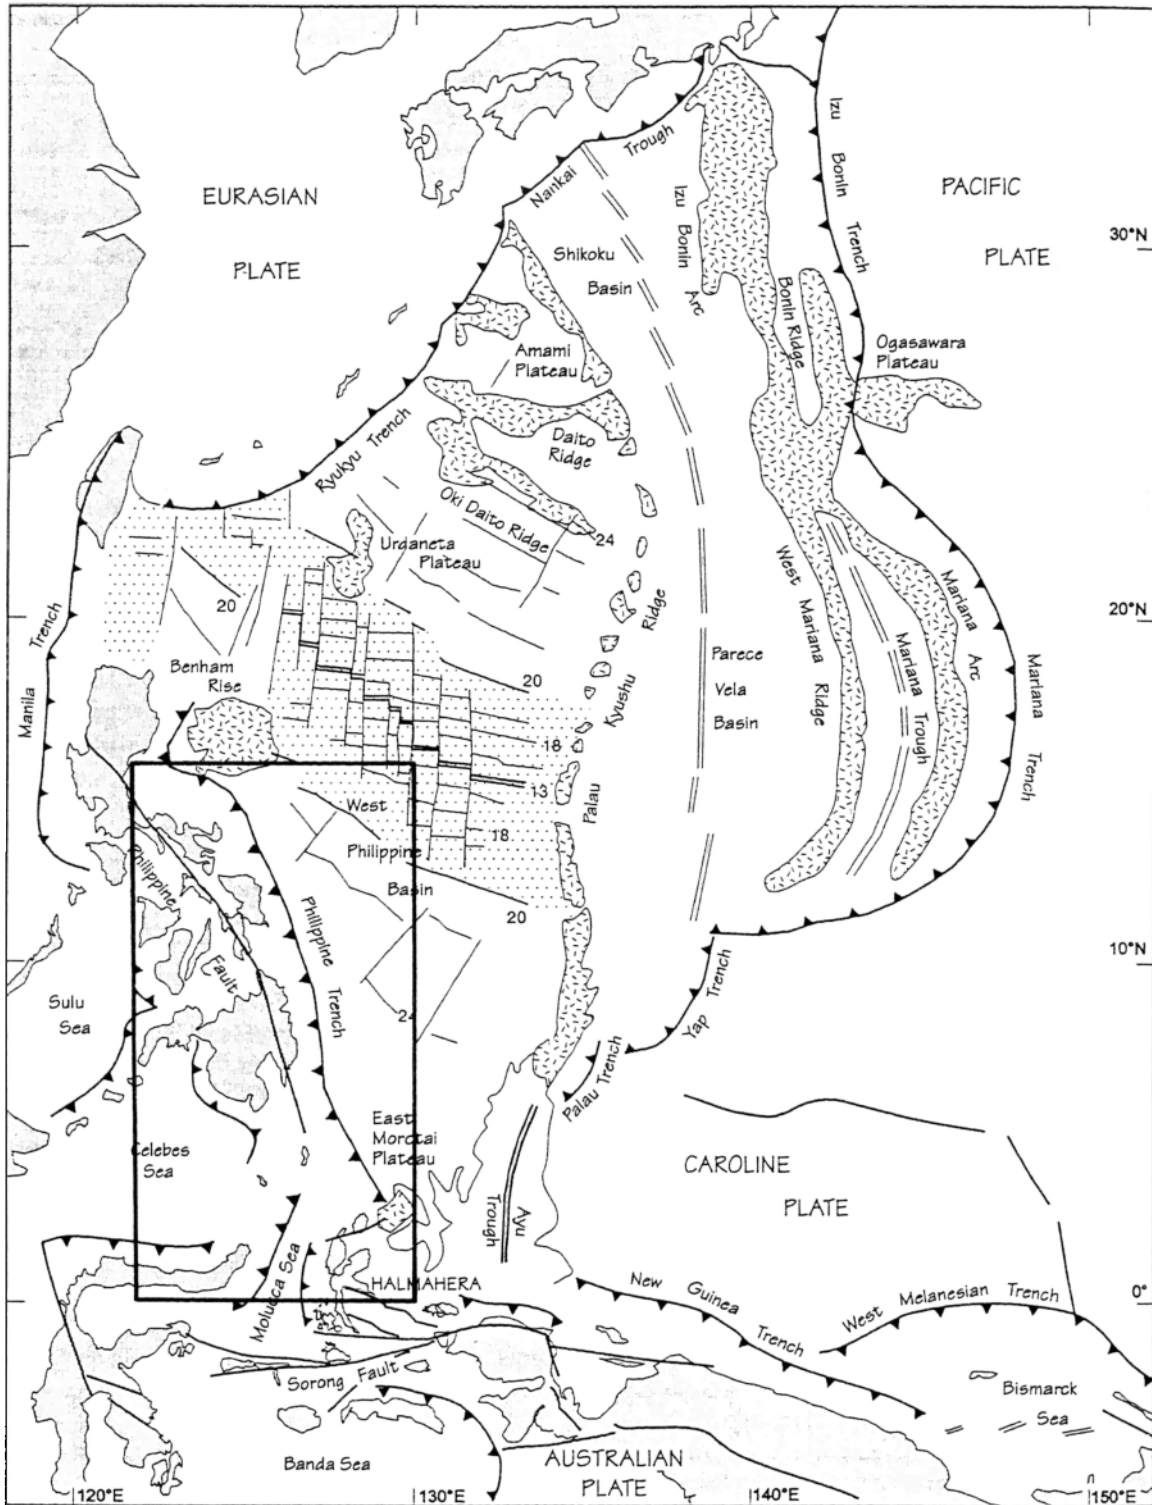 EURASIAN
PLATE
PACIFIC
PLATE
Nankai
Trough
Izu
Bonin
Trench
30°N
Shikoku
Basin
Izu
Bonin
Arc
Bonin Ridge
Ogasawara
Plateau
Amami
Plateau
Ryukyu
Trench
Daito
Ridge
Oki Daito Ridge
24
Urdaneta
Plateau
20
Benham
Rise
Manila
Trench
20°N
West
Mariana
Ridge
Mariana
Arc
Mariana
Trough
Mariana
Trench
Parece
Vela
Basin
Palau
Kyushu
Ridge
20
18
13
18
West
Philippine
Basin
20
24
Philippine
Fault
Philippine
Trench
10°N
Yap
Trench
Palau Trench
Sulu
Sea
Celebes
Sea
East
Morotai
Plateau
Ayu
Trough
CAROLINE
PLATE
Molucca Sea
HALMAHERA
New
Guinea
Trench
West
Melanesian
Trench
0°
Sorong
Fault
Bismarck
Sea
Banda Sea
AUSTRALIAN
PLATE
120°E
130°E
140°E
150°E